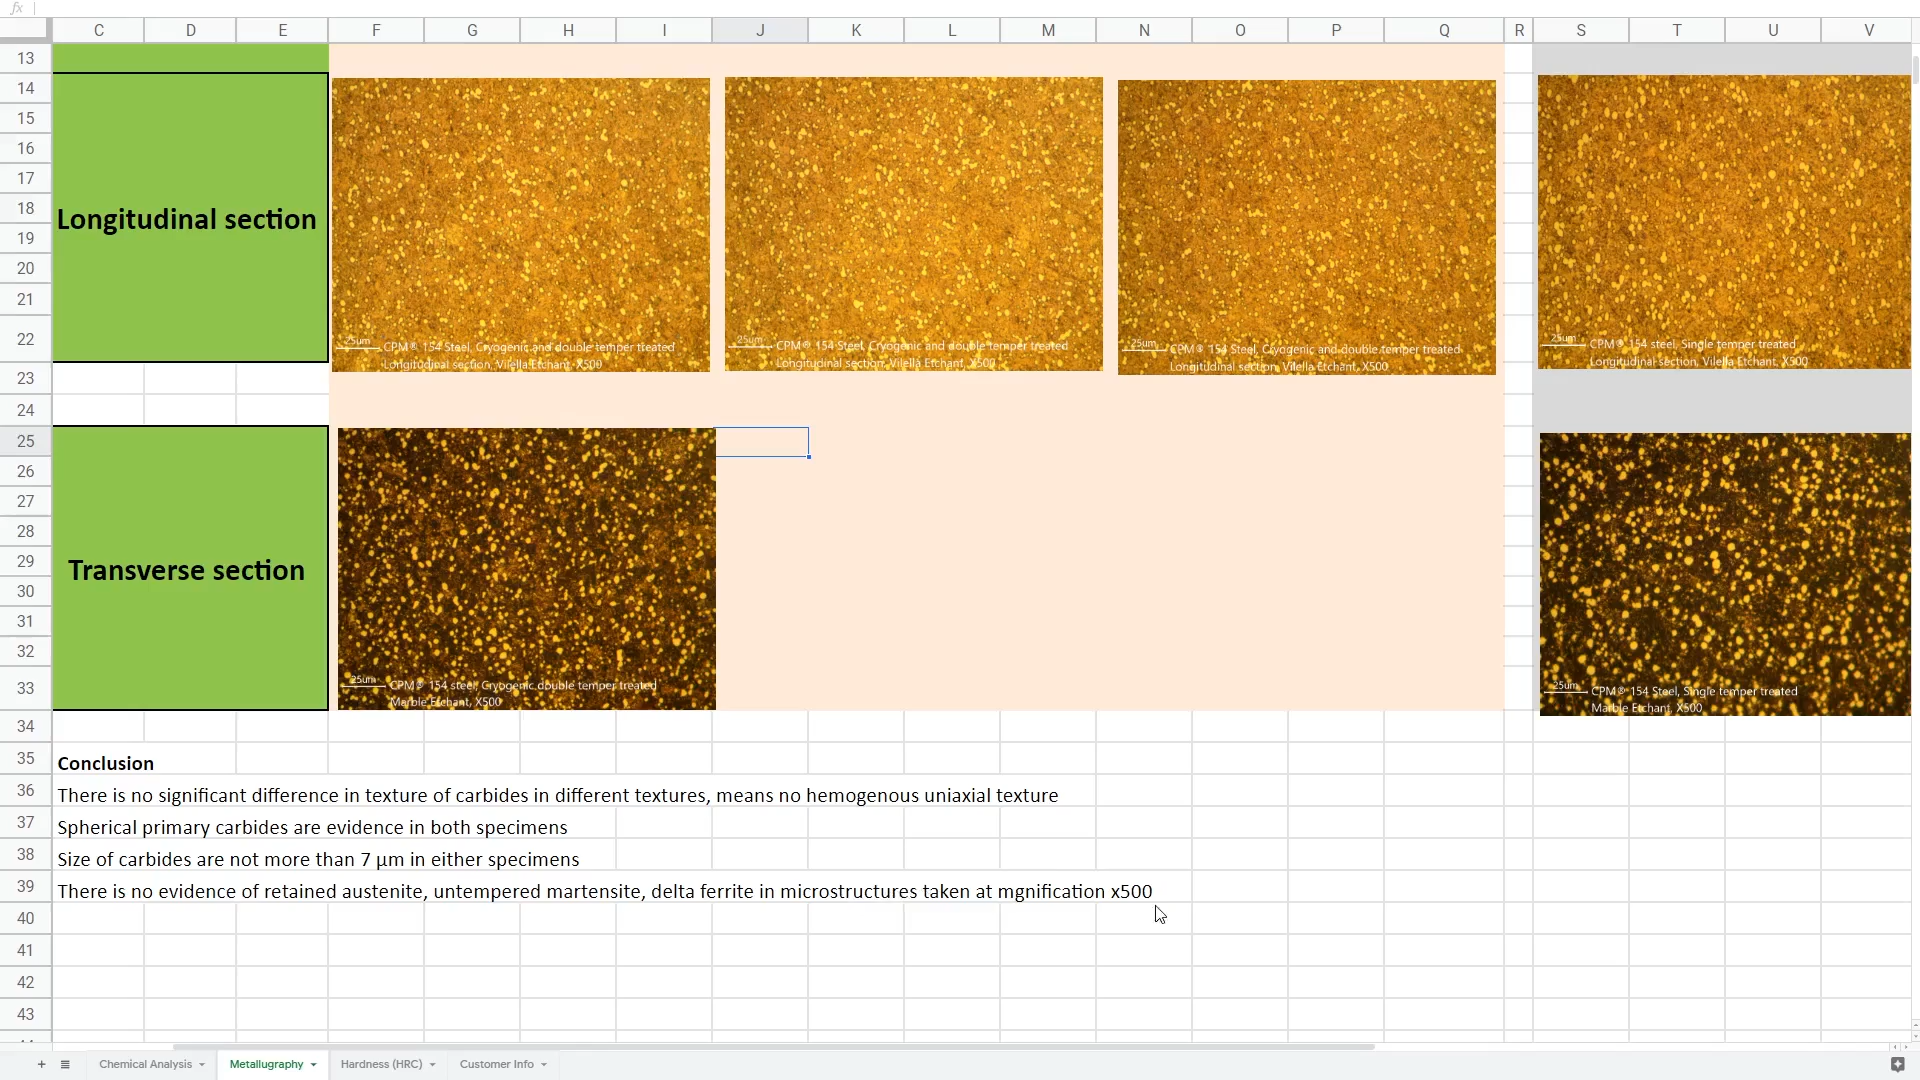 fx
C D E F G H I J K L M N O P Q R S T U V
13
14
15
16
17
18
19
20
21
22
23
24
25
26
27
28
29
30
31
32
33
34
35
36
37
38
39
40
41
42
43
Longitudinal section
25um CPM® 154 Steel, Cryogenic and double temper treated
Longitudinal section, Vilella Etchant, X500
25um CPM® 154 Steel, Cryogenic and double temper treated
Longitudinal section, Vilella Etchant, X500
25um CPM® 154 Steel, Cryogenic and double temper treated
Longitudinal section, Vilella Etchant, X500
25um CPM® 154 steel, Single temper treated
Longitudinal section, Vilella Etchant, X500
Transverse section
25um CPM® 154 steel, Cryogenic double temper treated
Marble Etchant, X500
25um CPM® 154 Steel, Single temper treated
Marble Etchant, X500
Conclusion
There is no significant difference in texture of carbides in different textures, means no hemogenous uniaxial texture
Spherical primary carbides are evidence in both specimens
Size of carbides are not more than 7 µm in either specimens
There is no evidence of retained austenite, untempered martensite, delta ferrite in microstructures taken at mgnification x500
Chemical Analysis Metallugraphy Hardness (HRC) Customer Info